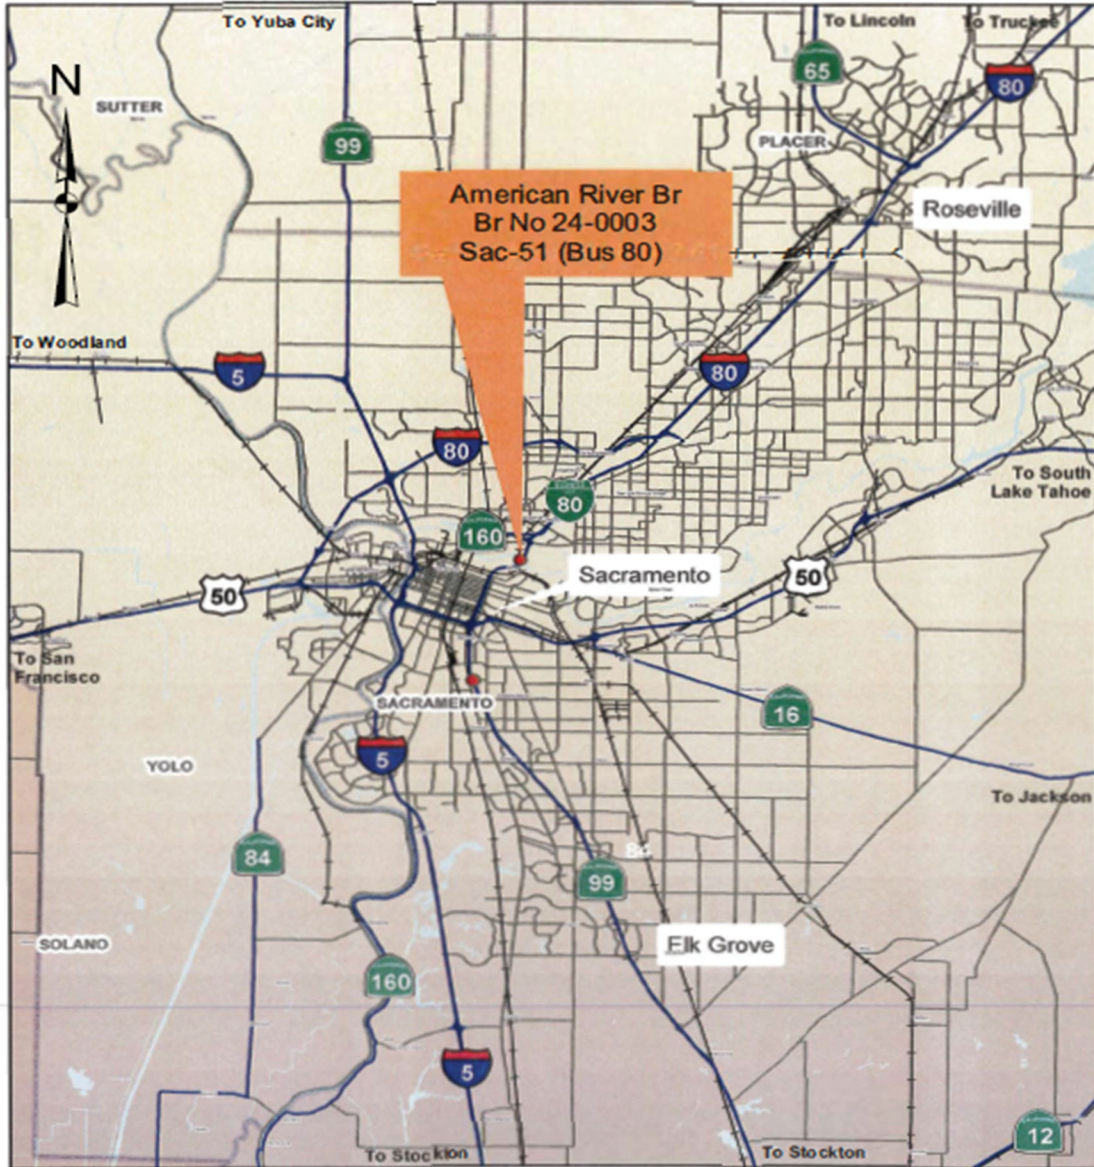 To Yuba City
To Lincoln
To Truckee
N
65
80
SUTTER
99
PLACER
American River Br
Br No 24-0003
Sac-51 (Bus 80)
Roseville
To Woodland
5
80
80
To South
Lake Tahoe
80
160
Sacramento
50
50
To San
Francisco
SACRAMENTO
16
5
YOLO
To Jackson
84
99
Elk Grove
SOLANO
160
5
12
To Stockton
To Stockton